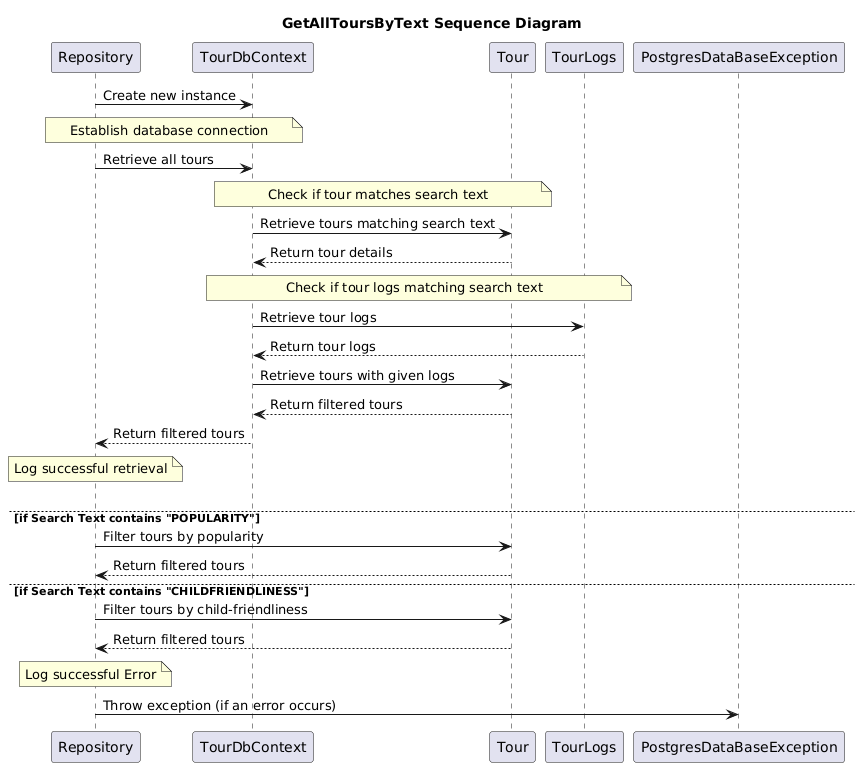 GetAllToursByText Sequence Diagram
Repository
TourDbContext
Tour
TourLogs
PostgresDataBaseException
Create new instance
Establish database connection
Retrieve all tours
Check if tour matches search text
Retrieve tours matching search text
Return tour details
Check if tour logs matching search text
Retrieve tour logs
Return tour logs
Retrieve tours with given logs
Return filtered tours
Return filtered tours
Log successful retrieval
[if Search Text contains "POPULARITY"]
Filter tours by popularity
Return filtered tours
[if Search Text contains "CHILDFRIENDLINESS"]
Filter tours by child-friendliness
Return filtered tours
Log successful Error
Throw exception (if an error occurs)
Repository
TourDbContext
Tour
TourLogs
PostgresDataBaseException